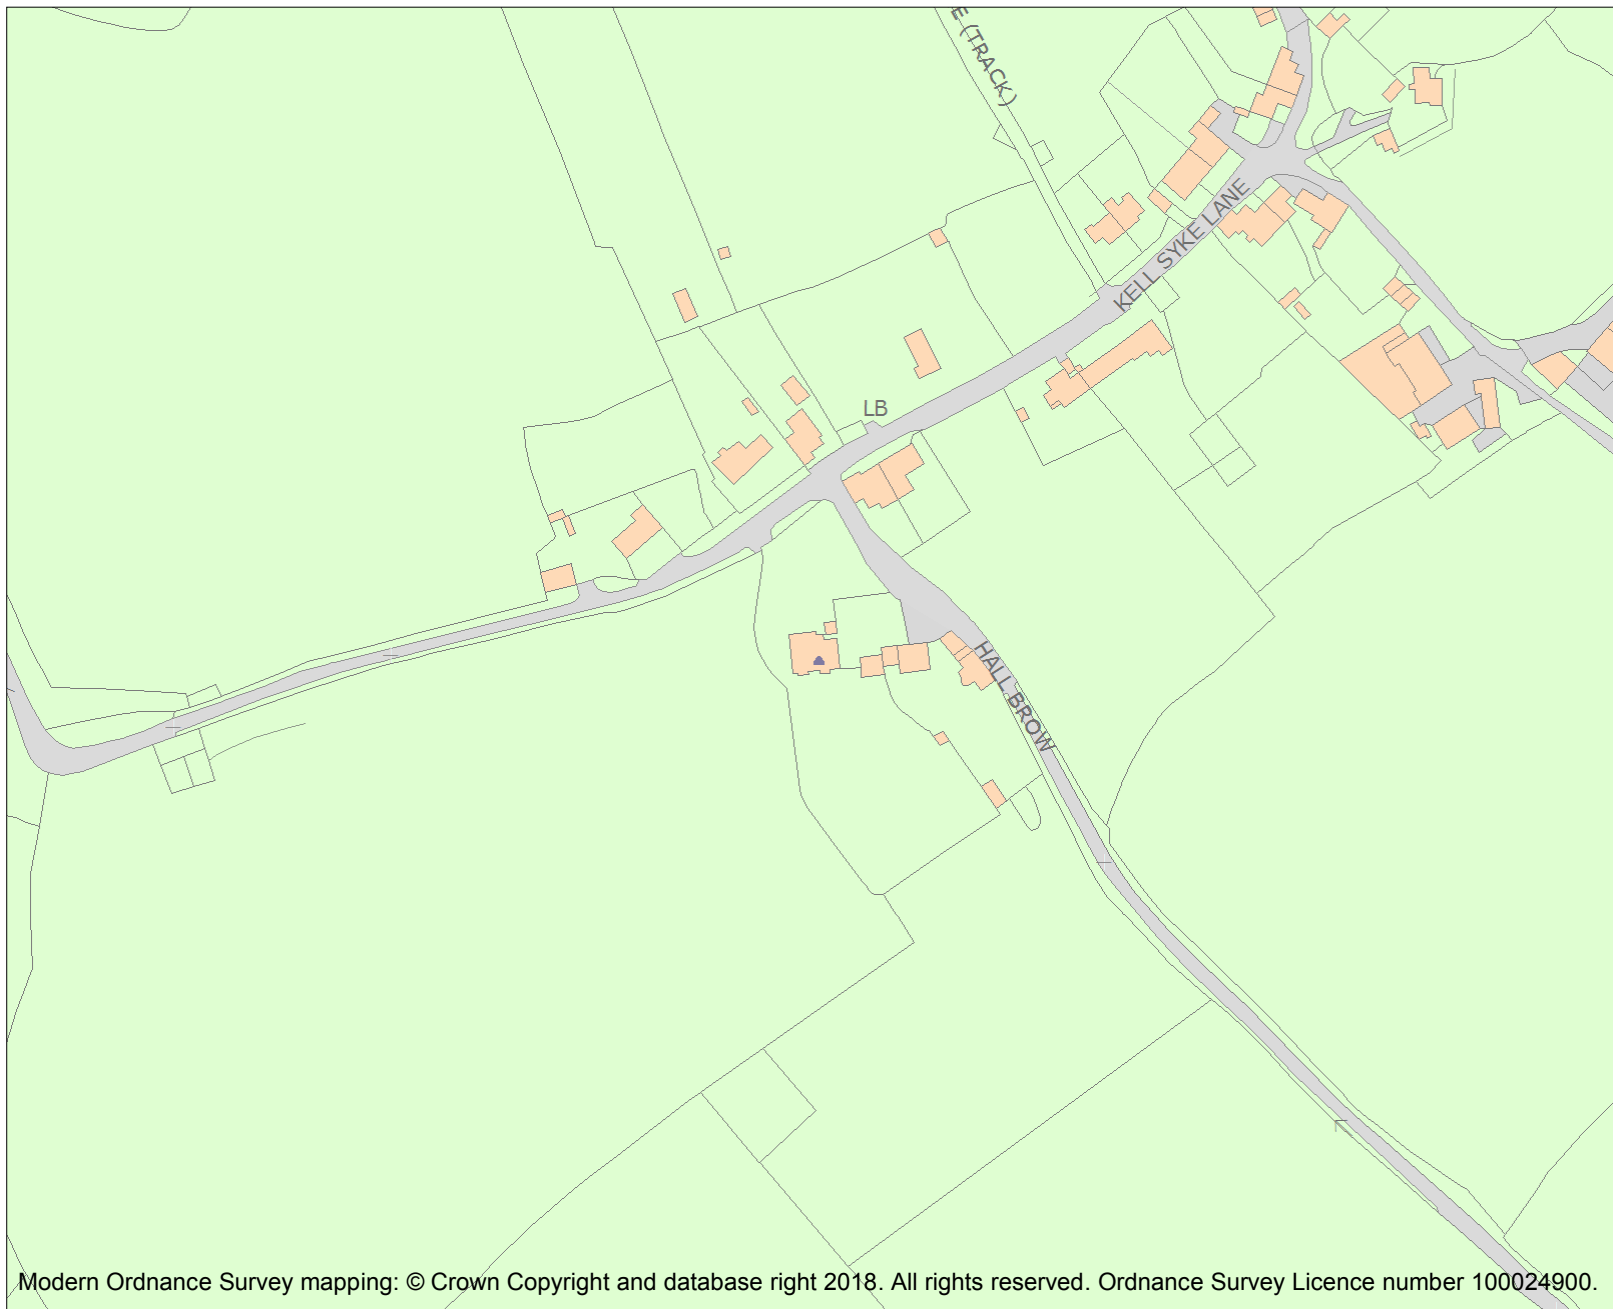 E (TRACK)
KELL SYKE LANE
LB
HALL BROW
Modern Ordnance Survey mapping: © Crown Copyright and database right 2018. All rights reserved. Ordnance Survey Licence number 100024900.